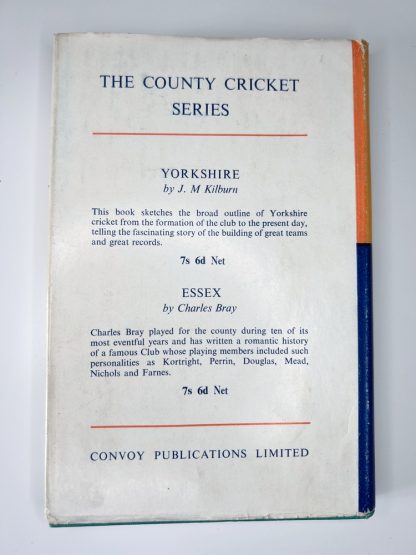 THE COUNTY CRICKET
SERIES
YORKSHIRE
by J. M Kilburn
This book sketches the broad outline of Yorkshire
cricket from the formation of the club to the present day,
telling the fascinating story of the building of great teams
and great records.
7s 6d Net
ESSEX
by Charles Bray
Charles Bray played for the county during ten of its
most eventful years and has written a romantic history
of a famous Club whose playing members included such
personalities as Kortright, Perrin, Douglas, Mead,
Nichols and Farnes.
7s 6d Net
CONVOY PUBLICATIONS LIMITED